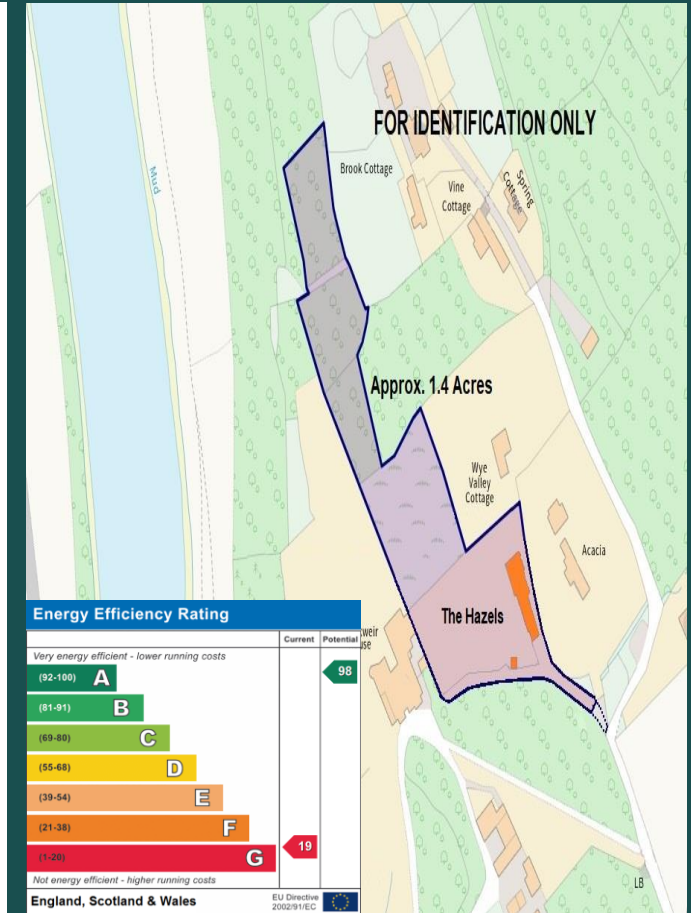 FOR IDENTIFICATION ONLY
Brook Cottage
Mud
Vine
Cottage
Spring
Cottage
Approx. 1.4 Acres
Wye
Valley
Cottage
Acacia
The Hazels
weir
use
LB
Energy Efficiency Rating
Current Potential
Very energy efficient - lower running costs
(92-100) A 98
(81-91) B
(69-80) C
(55-68) D
(39-54) E
(21-38) F
(1-20) G 19
Not energy efficient - higher running costs
England, Scotland & Wales
EU Directive
2002/91/EC